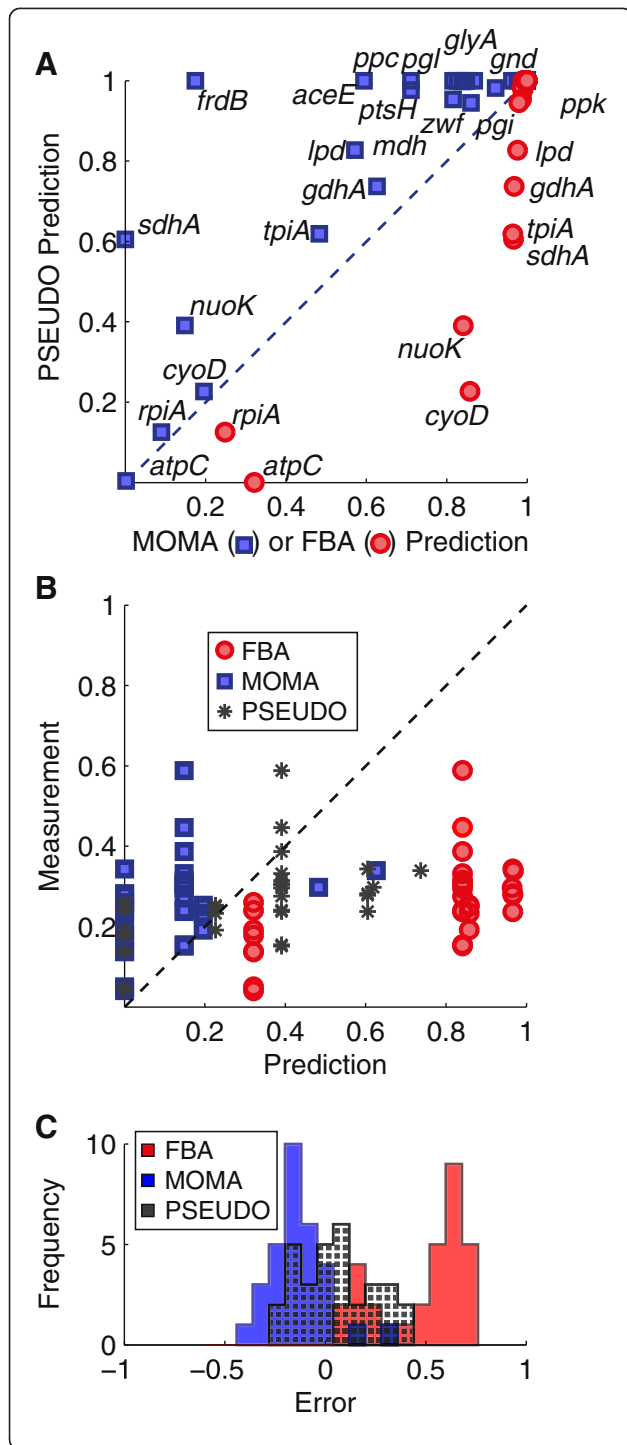 A
ppc pgl glyA gnd
1
frdB aceE ptsH zwf pgi ppk
0.8
lpd mdh lpd
gdhA gdhA
0.6
sdhA tpiA tpiA
sdhA
0.4
nuoK nuoK
cyoD cyoD
0.2
rpiA rpiA
atpC atpC
PSEUDO Prediction
0.2 0.4 0.6 0.8 1
MOMA ( ) or FBA ( ) Prediction
B
1
FBA
MOMA
PSEUDO
0.8
0.6
0.4
0.2
Measurement
0.2 0.4 0.6 0.8 1
Prediction
C
10
FBA
MOMA
PSEUDO
5
0
Frequency
−1 −0.5 0 0.5 1
Error